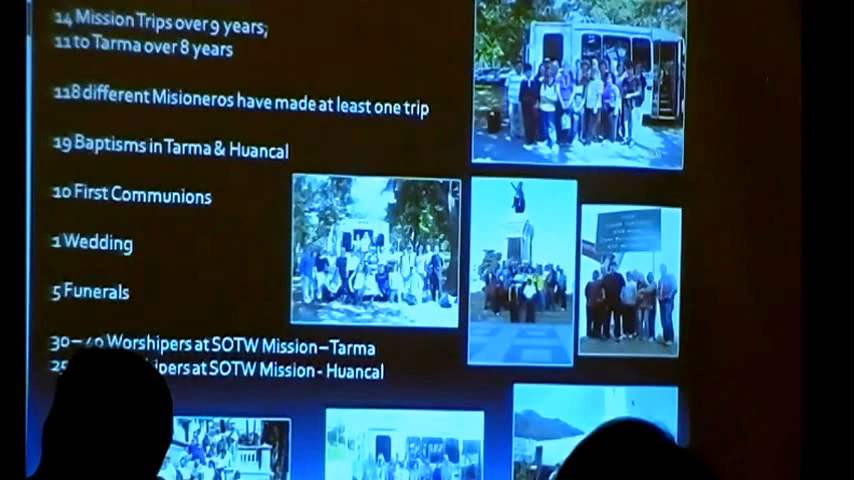 14 Mission Trips over 9 years;
11 to Tarma over 8 years
118 different Misioneros have made at least one trip
19 Baptisms in Tarma & Huancal
10 First Communions
1 Wedding
5 Funerals
30–40 Worshipers at SOTW Mission – Tarma
at SOTW Mission - Huancal